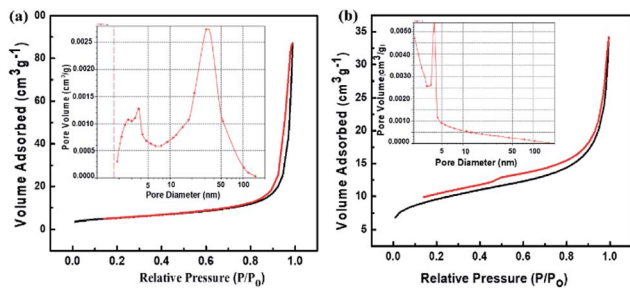 (a)
Volume Adsorbed (cm³g⁻¹)
00
80
60
40
20
0
0.0 0.2 0.4 0.6 0.8 1.0
Relative Pressure (P/P₀)
Pore Volume (cm³/g)
0.0025
0.0020
0.0015
0.0010
0.0005
0.0000
5 10 50 100
Pore Diameter (nm)
(b)
Volume Adsorbed (cm³g⁻¹)
35
30
25
20
15
10
5
0.0 0.2 0.4 0.6 0.8 1.0
Relative Pressure (P/P₀)
Pore Volume(cm³/g)
0.0050
0.0040
0.0030
0.0020
0.0010
0.0000
5 10 50 100
Pore Diameter (nm)